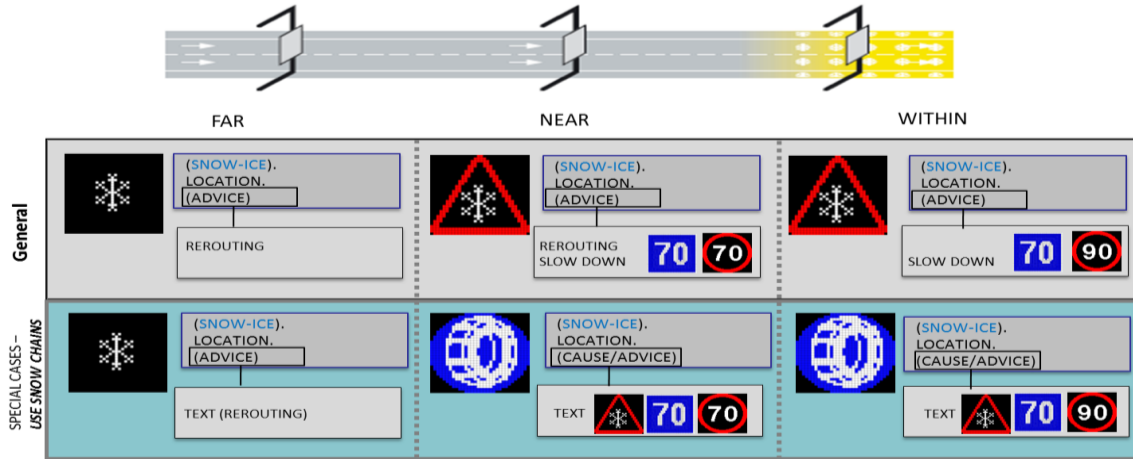 FAR NEAR WITHIN
General
(SNOW-ICE).
LOCATION.
(ADVICE)
REROUTING
(SNOW-ICE).
LOCATION.
(ADVICE)
REROUTING
SLOW DOWN
70
70
(SNOW-ICE).
LOCATION.
(ADVICE)
SLOW DOWN
70
90
SPECIAL CASES –
USE SNOW CHAINS
(SNOW-ICE).
LOCATION.
(ADVICE)
TEXT (REROUTING)
(SNOW-ICE).
LOCATION.
(CAUSE/ADVICE)
TEXT
70
70
(SNOW-ICE).
LOCATION.
(CAUSE/ADVICE)
TEXT
70
90